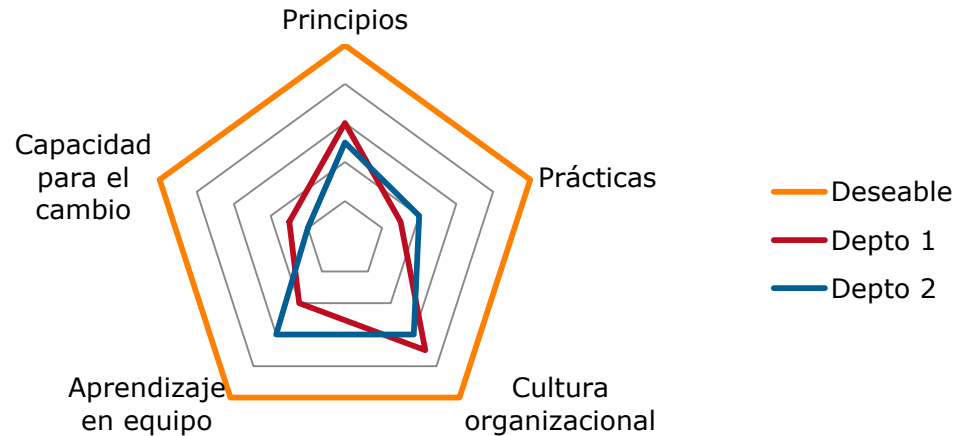 Principios
Prácticas
Cultura
organizacional
Aprendizaje
en equipo
Capacidad
para el
cambio
Deseable
Depto 1
Depto 2